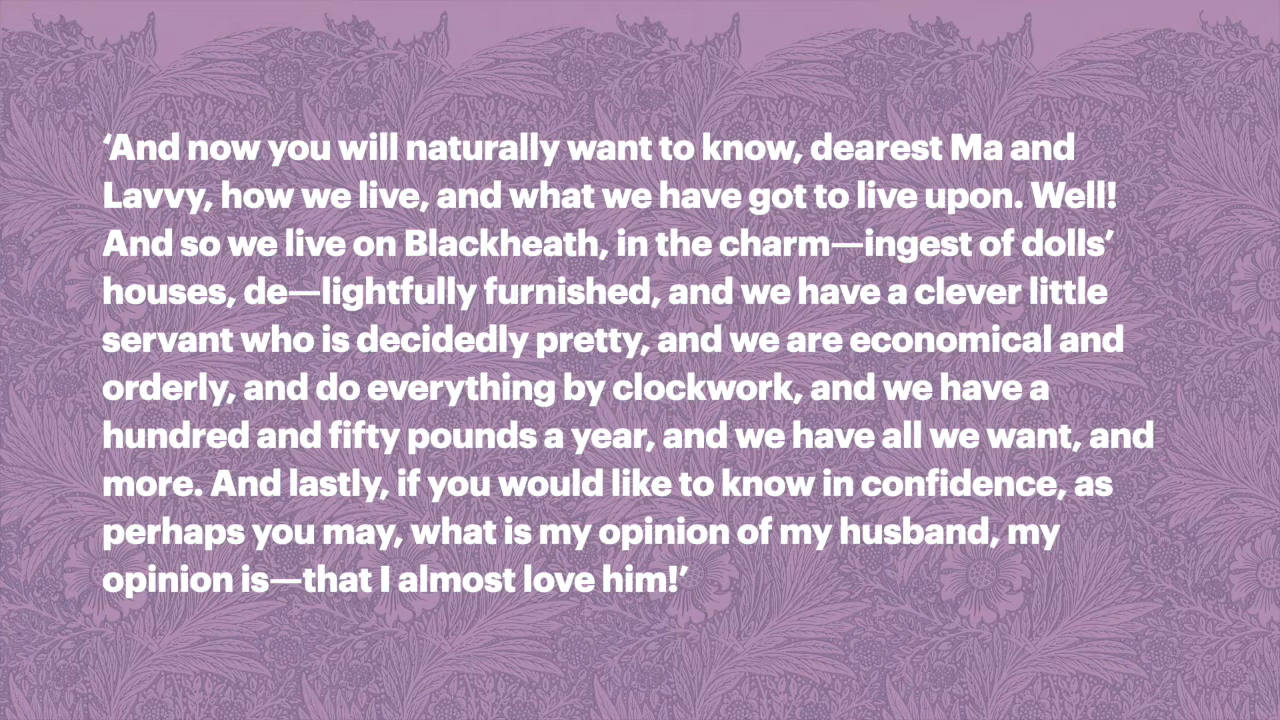 ‘And now you will naturally want to know, dearest Ma and
Lavvy, how we live, and what we have got to live upon. Well!
And so we live on Blackheath, in the charm—ingest of dolls’
houses, de—lightfully furnished, and we have a clever little
servant who is decidedly pretty, and we are economical and
orderly, and do everything by clockwork, and we have a
hundred and fifty pounds a year, and we have all we want, and
more. And lastly, if you would like to know in confidence, as
perhaps you may, what is my opinion of my husband, my
opinion is—that I almost love him!’